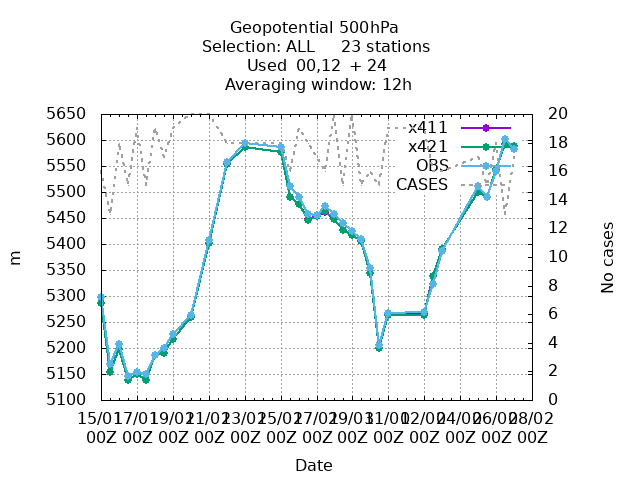 Geopotential 500hPa
Selection: ALL 23 stations
Used 00,12 + 24
Averaging window: 12h
x411
x421
OBS
CASES
5650
5600
5550
5500
5450
5400
5350
5300
5250
5200
5150
5100
20
18
16
14
12
10
8
6
4
2
0
m
No cases
15/01 17/01 19/01 21/01 23/01 25/01 27/01 29/01 31/01 02/02 24/02 26/02 28/02
00Z 00Z 00Z 00Z 00Z 00Z 00Z 00Z 00Z 00Z 00Z 00Z 00Z
Date